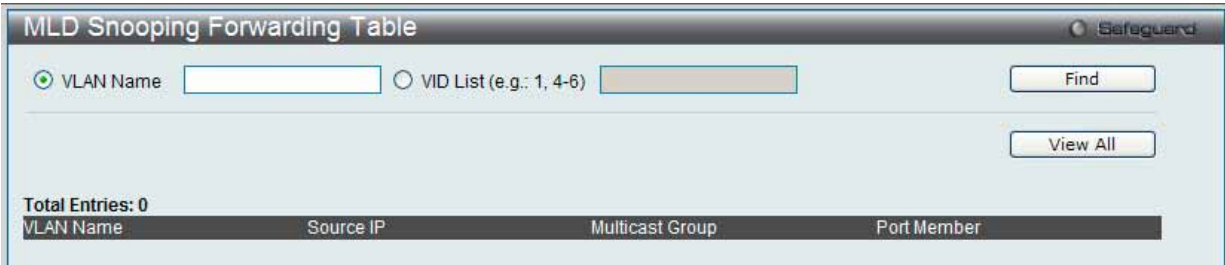 MLD Snooping Forwarding Table
Safeguard
VLAN Name
VID List (e.g.: 1, 4-6)
Find
View All
Total Entries: 0
VLAN Name Source IP Multicast Group Port Member